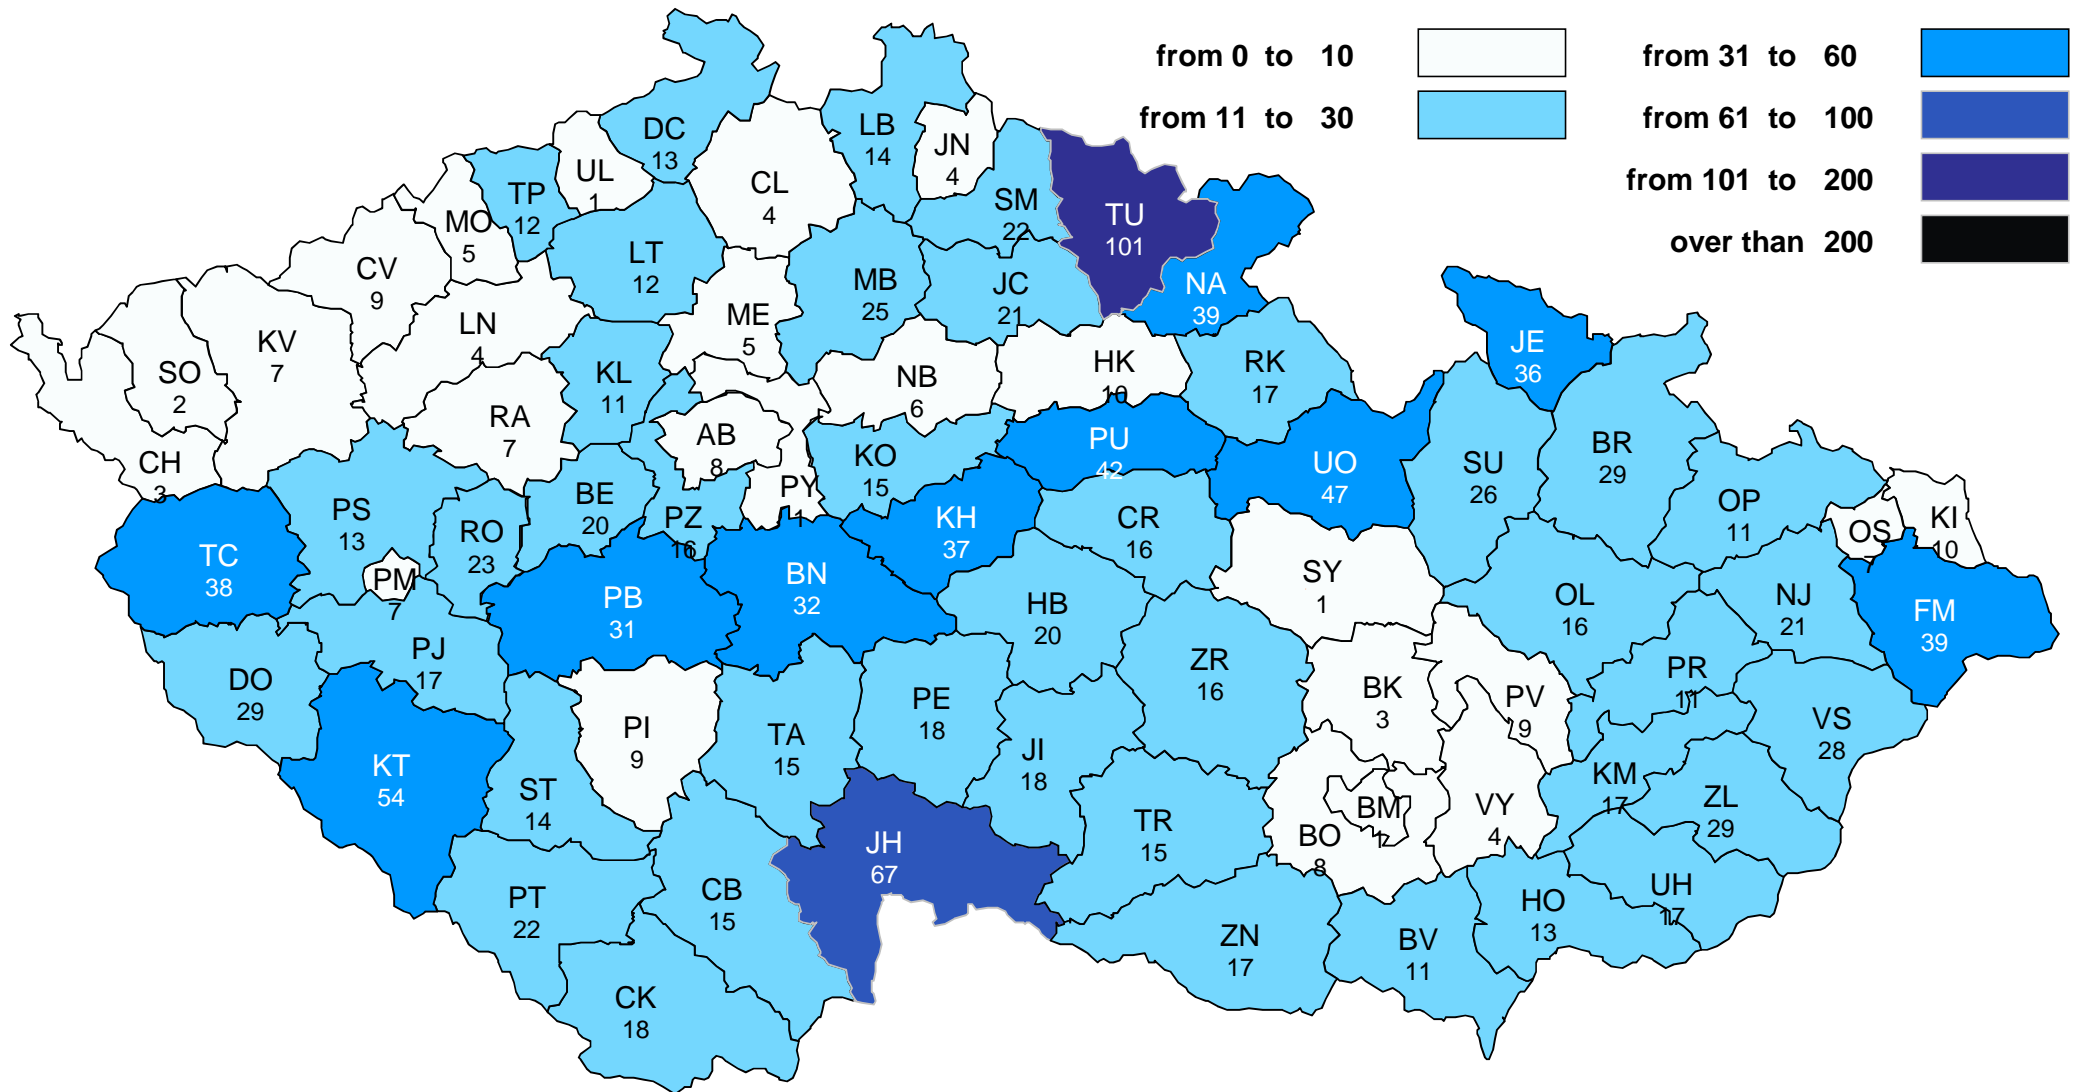 from 0 to 10
from 31 to 60
from 11 to 30
from 61 to 100
from 101 to 200
over than 200
DC
13
LB
14
JN
4
UL
1
TP
12
CL
4
SM
22
TU
101
MO
5
CV
9
LT
12
MB
25
JC
21
NA
39
KV
7
LN
4
ME
5
SO
2
KL
11
NB
6
HK
10
RK
17
JE
36
RA
7
AB
8
CH
3
PY
1
KO
15
PU
42
UO
47
SU
26
BR
29
PS
13
RO
23
BE
20
PZ
16
KH
37
CR
16
OP
11
OS
7
KI
10
TC
38
PM
7
PB
31
BN
32
HB
20
SY
1
OL
16
NJ
21
FM
39
DO
29
PJ
17
ZR
16
BK
3
PR
11
PI
9
TA
15
PE
18
JI
18
PV
9
VS
28
KT
54
ST
14
KM
17
ZL
29
TR
15
BO
8
BM
1
VY
4
JH
67
PT
22
CB
15
UH
17
HO
13
ZN
17
BV
11
CK
18